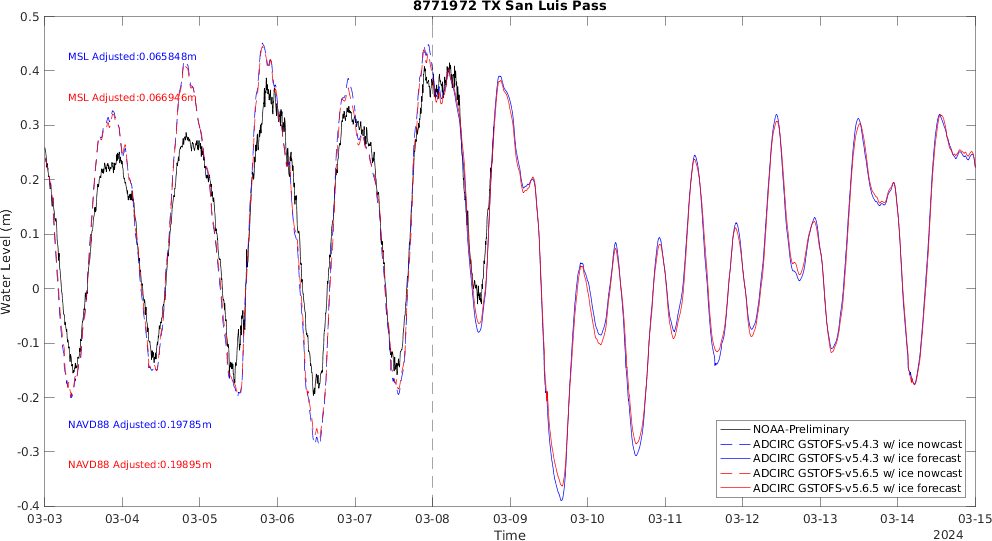 8771972 TX San Luis Pass
0.5
0.4
0.3
0.2
0.1
0
-0.1
-0.2
-0.3
-0.4
Water Level (m)
MSL Adjusted:0.065848m
MSL Adjusted:0.066946m
NAVD88 Adjusted:0.19785m
NAVD88 Adjusted:0.19895m
NOAA-Preliminary
ADCIRC GSTOFS-v5.4.3 w/ ice nowcast
ADCIRC GSTOFS-v5.4.3 w/ ice forecast
ADCIRC GSTOFS-v5.6.5 w/ ice nowcast
ADCIRC GSTOFS-v5.6.5 w/ ice forecast
03-03 03-04 03-05 03-06 03-07 03-08 03-09 03-10 03-11 03-12 03-13 03-14 03-15
Time
2024